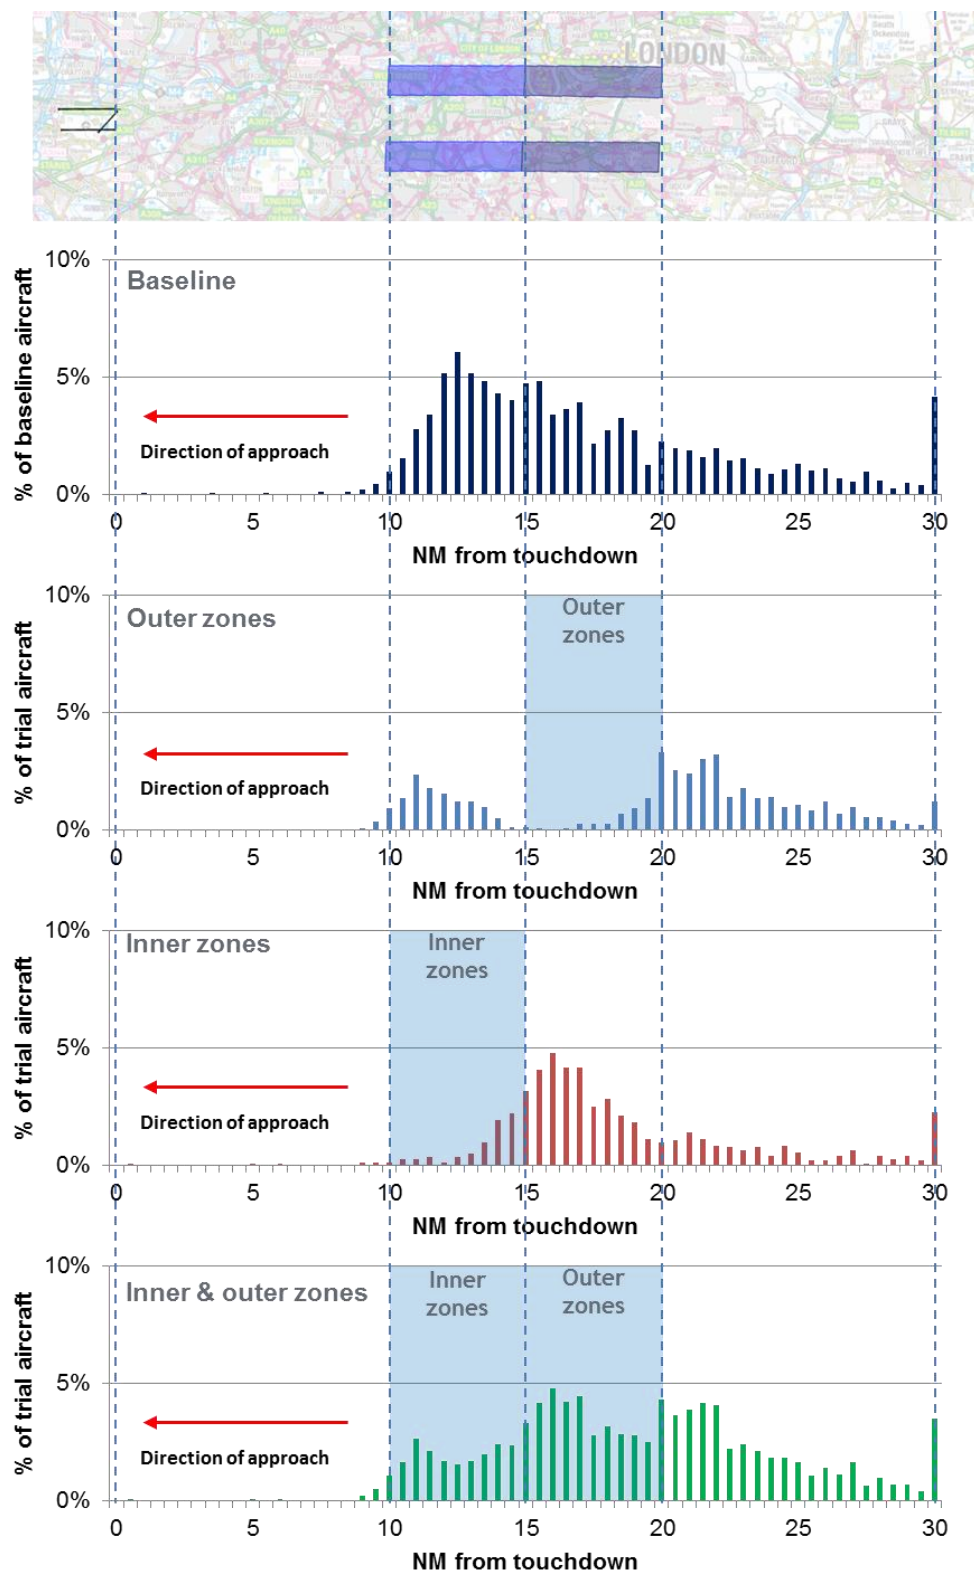 CITY OF LONDON
LONDON
10%
Baseline
5%
0%
% of baseline aircraft
Direction of approach
0 5 10 15 20 25 30
NM from touchdown
10%
Outer zones
Outer
zones
5%
0%
% of trial aircraft
Direction of approach
0 5 10 15 20 25 30
NM from touchdown
10%
Inner zones
Inner
zones
5%
0%
% of trial aircraft
Direction of approach
0 5 10 15 20 25 30
NM from touchdown
10%
Inner & outer zones
Inner
zones
Outer
zones
5%
0%
% of trial aircraft
Direction of approach
0 5 10 15 20 25 30
NM from touchdown